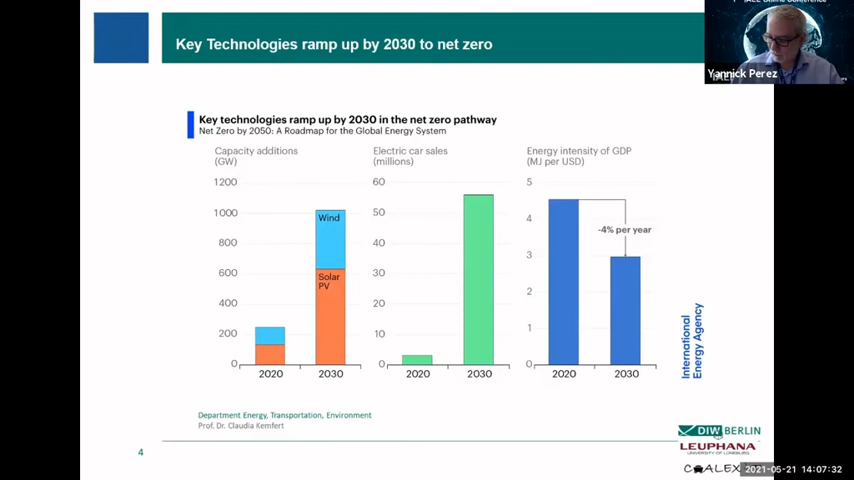 Key Technologies ramp up by 2030 to net zero
Yannick Perez
Key technologies ramp up by 2030 in the net zero pathway
Net Zero by 2050: A Roadmap for the Global Energy System
Capacity additions
(GW)
1200
1000
800
600
400
200
0
Wind
Solar
PV
2020
2030
Electric car sales
(millions)
60
50
40
30
20
10
0
2020
2030
Energy intensity of GDP
(MJ per USD)
5
4
3
2
1
0
-4% per year
2020
2030
International
Energy Agency
Department Energy, Transportation, Environment
Prof. Dr. Claudia Kemfert
4
DIW BERLIN
LEUPHANA
UNIVERSITY OF LÜNEBURG
COALEX
2021-05-21 14:07:32